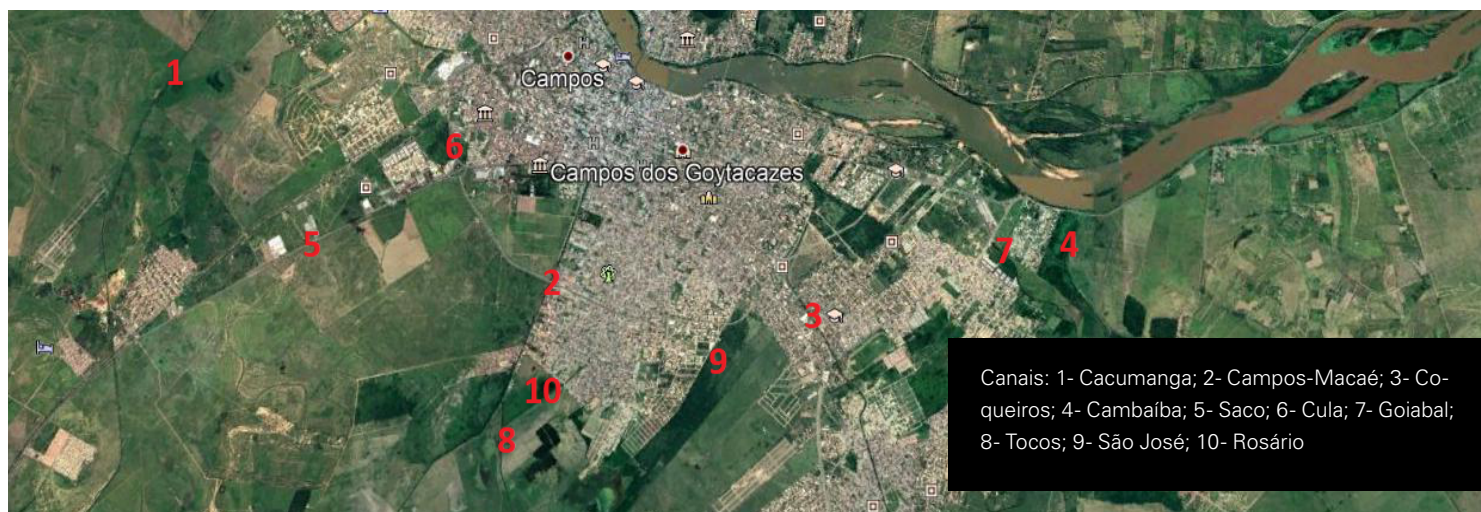 1
Campos
6
Campos dos Goytacazes
5
7
4
2
3
9
10
8
Canais: 1- Cacumanga; 2- Campos-Macaé; 3- Co-
queiros; 4- Cambaíba; 5- Saco; 6- Cula; 7- Goiabal;
8- Tocos; 9- São José; 10- Rosário